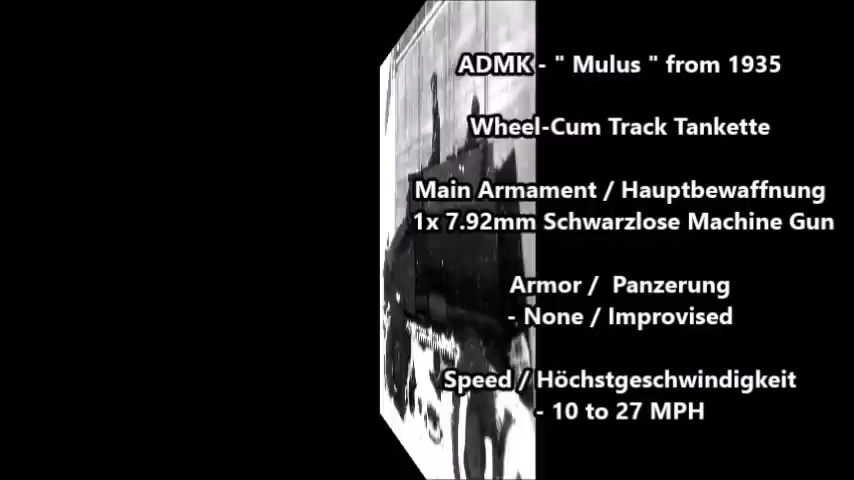 ADMK - " Mulus " from 1935
Wheel-Cum Track Tankette
Main Armament / Hauptbewaffnung
1x 7.92mm Schwarzlose Machine Gun
Armor / Panzerung
- None / Improvised
Speed / Höchstgeschwindigkeit
- 10 to 27 MPH